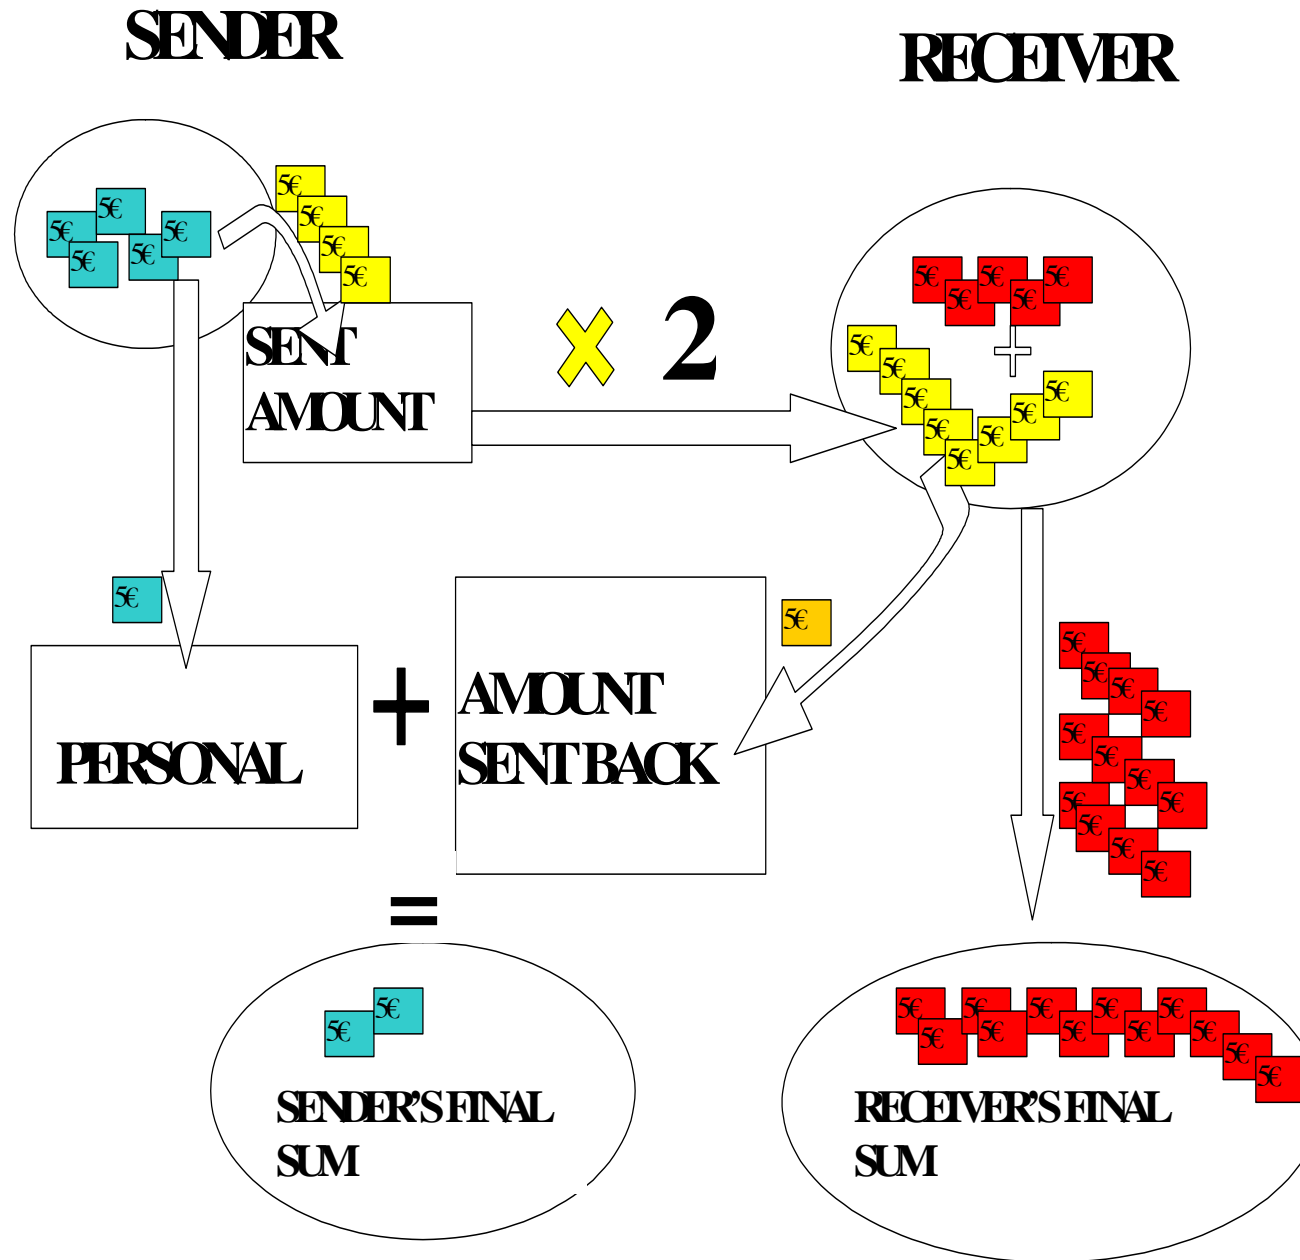 SENDER
RECEIVER
5€ 5€ 5€ 5€ 5€
5€ 5€ 5€ 5€
SENT
AMOUNT
× 2
5€ 5€ 5€ 5€ 5€
+
5€ 5€ 5€ 5€ 5€ 5€ 5€ 5€
5€
PERSONAL
+
AMOUNT
SENT BACK
5€
5€ 5€ 5€ 5€
5€ 5€ 5€ 5€
5€ 5€ 5€ 5€
=
5€ 5€
SENDER'S FINAL
SUM
5€ 5€ 5€ 5€ 5€ 5€ 5€ 5€ 5€ 5€ 5€ 5€
RECEIVER'S FINAL
SUM